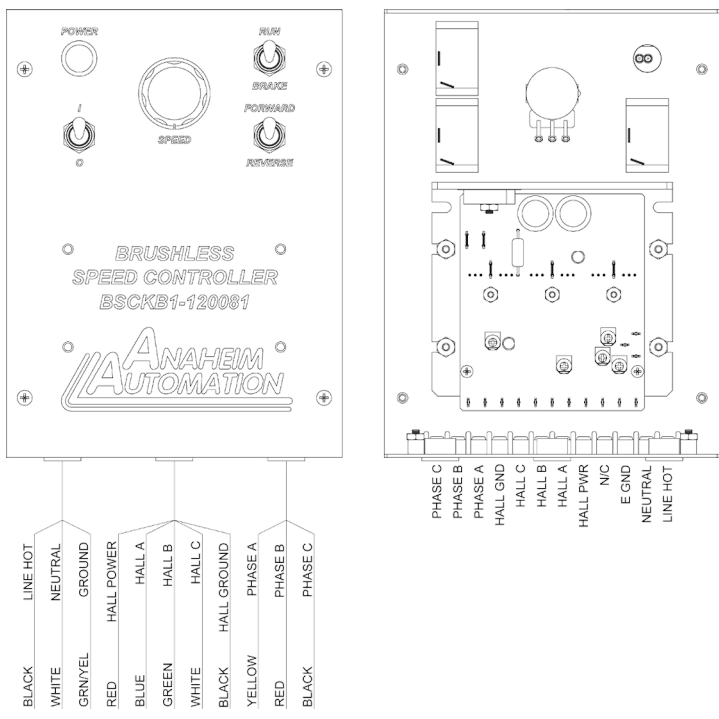 POWER
RUN
BRAKE
I
FORWARD
O
SPEED
REVERSE
BRUSHLESS
SPEED CONTROLLER
BSCKB1-120081
ANAHEIM
AUTOMATION
LINE HOT
NEUTRAL
GROUND
HALL POWER
HALL A
HALL B
HALL C
HALL GROUND
PHASE A
PHASE B
PHASE C
BLACK
WHITE
GRN/YEL
RED
BLUE
GREEN
WHITE
BLACK
YELLOW
RED
BLACK
PHASE C
PHASE B
PHASE A
HALL GND
HALL C
HALL B
HALL A
HALL PWR
N/C
E GND
NEUTRAL
LINE HOT